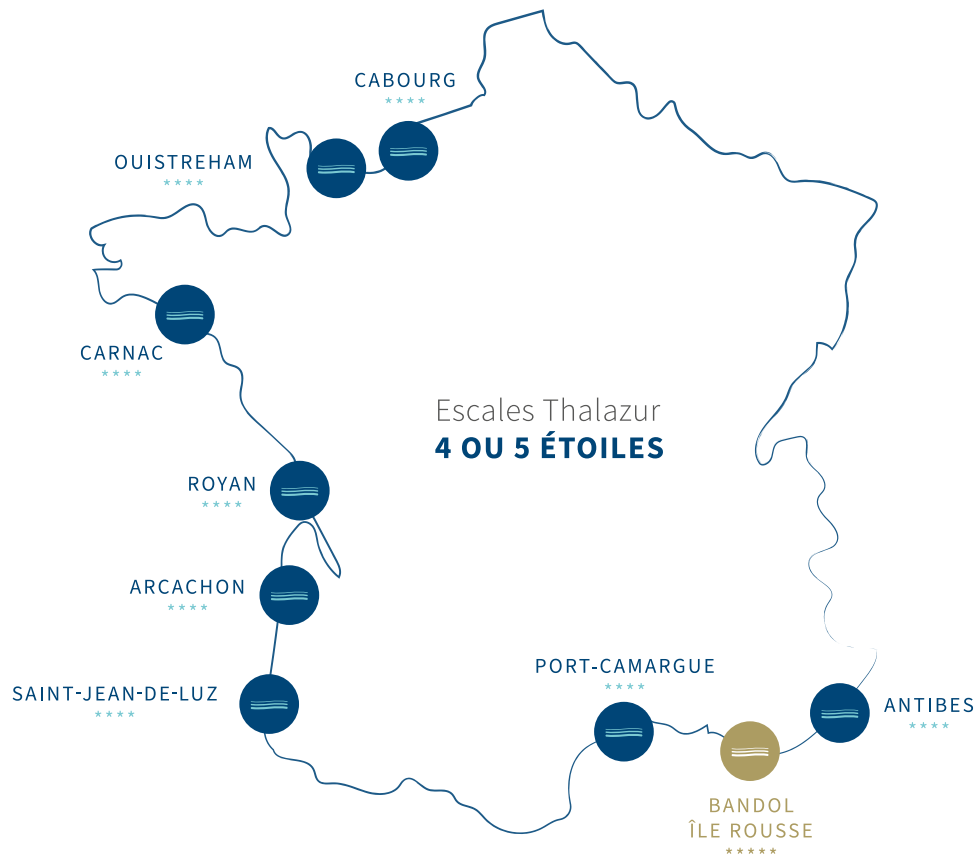 CABOURG
****
OUISTREHAM
****
CARNAC
****
Escales Thalazur
4 OU 5 ÉTOILES
ROYAN
****
ARCACHON
****
PORT-CAMARGUE
****
SAINT-JEAN-DE-LUZ
****
ANTIBES
****
BANDOL
ÎLE ROUSSE
*****